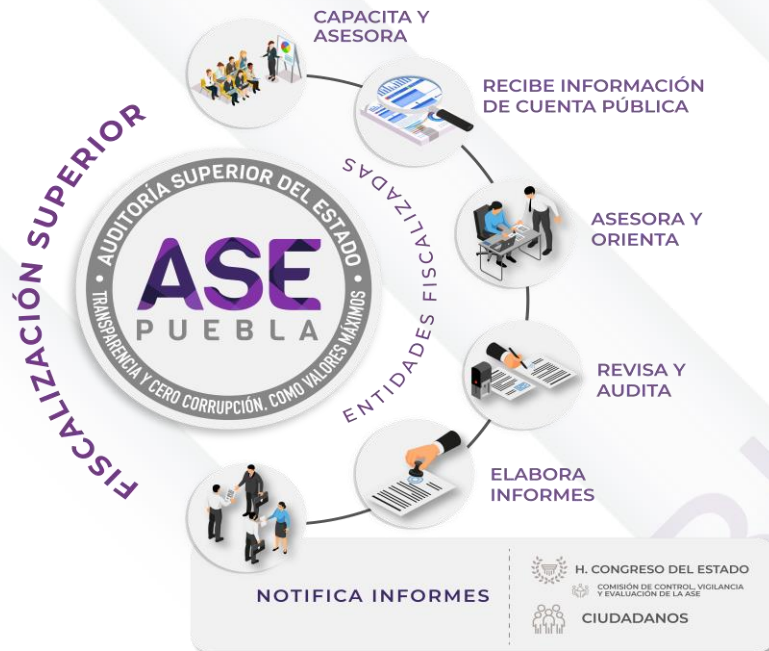 CAPACITA Y
ASESORA
RECIBE INFORMACIÓN
DE CUENTA PÚBLICA
FISCALIZACIÓN SUPERIOR
• AUDITORÍA SUPERIOR DEL ESTADO •
ASE
PUEBLA
TRANSPARENCIA Y CERO CORRUPCIÓN, COMO VALORES MÁXIMOS
ENTIDADES FISCALIZADAS
ASESORA Y
ORIENTA
REVISA Y
AUDITA
ELABORA
INFORMES
NOTIFICA INFORMES
H. CONGRESO DEL ESTADO
COMISIÓN DE CONTROL, VIGILANCIA
Y EVALUACIÓN DE LA ASE
CIUDADANOS